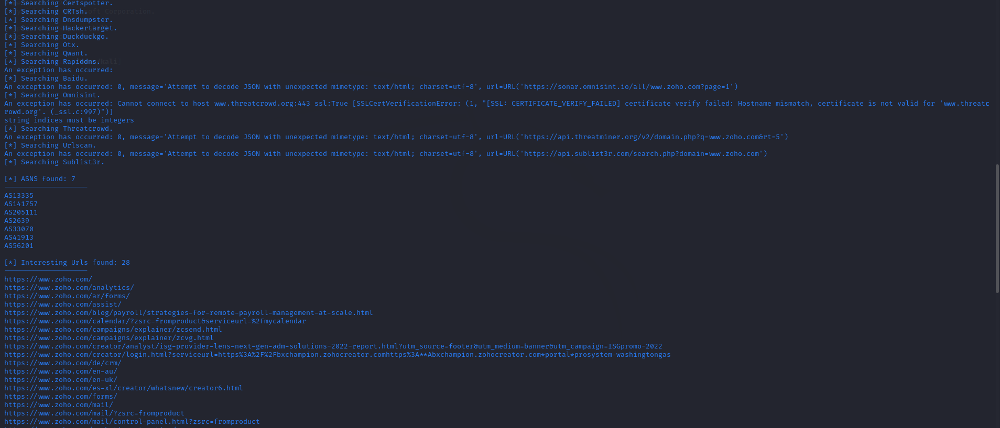 [*] Searching Certspotter.
[*] Searching CRTsh.
[*] Searching Dnsdumpster.
[*] Searching Hackertarget.
[*] Searching Duckduckgo.
[*] Searching Otx.
[*] Searching Qwant.
[*] Searching Rapiddns.
An exception has occurred:
[*] Searching Baidu.
An exception has occurred: 0, message='Attempt to decode JSON with unexpected mimetype: text/html; charset=utf-8', url=URL('https://sonar.omnisint.io/all/www.zoho.com?page=1')
[*] Searching Omnisint.
An exception has occurred: Cannot connect to host www.threatcrowd.org:443 ssl:True [SSLCertVerificationError: (1, "[SSL: CERTIFICATE_VERIFY_FAILED] certificate verify failed: Hostname mismatch, certificate is not valid for 'www.threatc
rowd.org'. (_ssl.c:997)")]
string indices must be integers
[*] Searching Threatcrowd.
An exception has occurred: 0, message='Attempt to decode JSON with unexpected mimetype: text/html; charset=utf-8', url=URL('https://api.threatminer.org/v2/domain.php?q=www.zoho.com&rt=5')
[*] Searching Urlscan.
An exception has occurred: 0, message='Attempt to decode JSON with unexpected mimetype: text/html; charset=utf-8', url=URL('https://api.sublist3r.com/search.php?domain=www.zoho.com')
[*] Searching Sublist3r.
[*] ASNS found: 7
--------------------
AS13335
AS141757
AS205111
AS2639
AS33070
AS41913
AS56201
[*] Interesting Urls found: 28
--------------------
https://www.zoho.com/
https://www.zoho.com/analytics/
https://www.zoho.com/ar/forms/
https://www.zoho.com/assist/
https://www.zoho.com/blog/payroll/strategies-for-remote-payroll-management-at-scale.html
https://www.zoho.com/calendar/?zsrc=fromproduct&serviceurl=%2Fmycalendar
https://www.zoho.com/campaigns/explainer/zcsend.html
https://www.zoho.com/campaigns/explainer/zcvg.html
https://www.zoho.com/creator/analyst/isg-provider-lens-next-gen-adm-solutions-2022-report.html?utm_source=footer&utm_medium=banner&utm_campaign=ISGpromo-2022
https://www.zoho.com/creator/login.html?serviceurl=https%3A%2F%2Fbxchampion.zohocreator.comhttps%3A**Abxchampion.zohocreator.com*portal*prosystem-washingtongas
https://www.zoho.com/de/crm/
https://www.zoho.com/en-au/
https://www.zoho.com/en-uk/
https://www.zoho.com/es-xl/creator/whatsnew/creator6.html
https://www.zoho.com/forms/
https://www.zoho.com/mail/
https://www.zoho.com/mail/?zsrc=fromproduct
https://www.zoho.com/mail/control-panel.html?zsrc=fromproduct